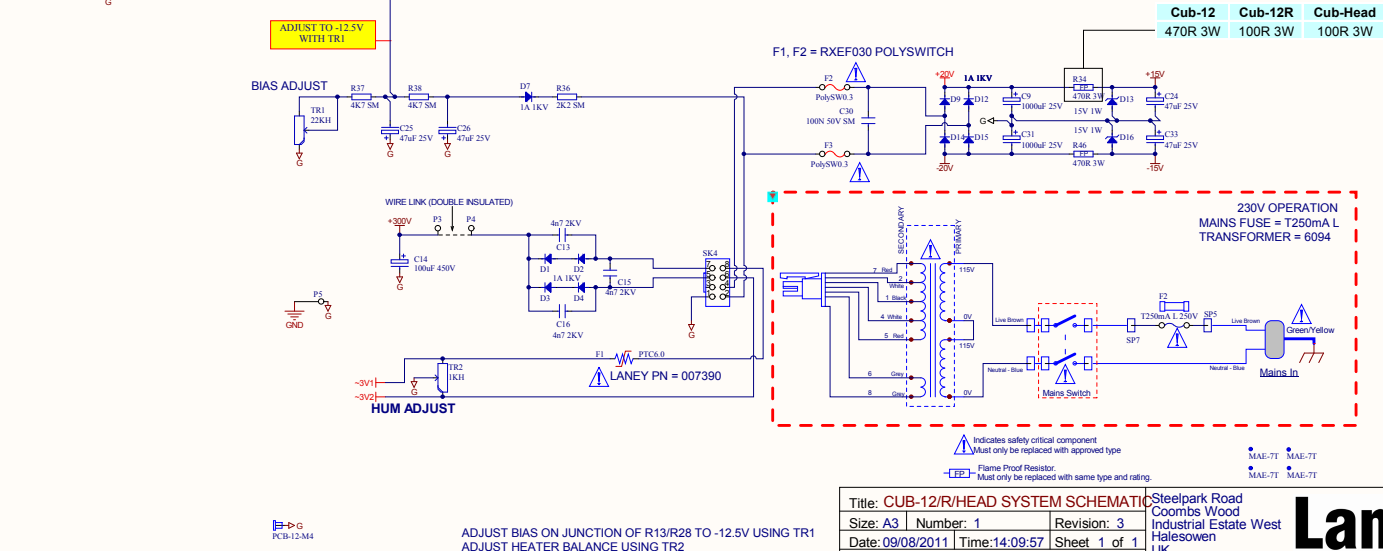 G
Cub-12 Cub-12R Cub-Head
470R 3W 100R 3W 100R 3W
ADJUST TO -12.5V
WITH TR1
F1, F2 = RXEF030 POLYSWITCH
BIAS ADJUST
R37
4K7 SM
R38
4K7 SM
D7
1A 1KV
R36
2K2 SM
TR1
22KH
G
C25
47uF 25V
G
C26
47uF 25V
G
F2
PolySW0.3
C30
100N 50V SM
F3
PolySW0.3
+20V
1A 1KV
D9
D12
D14
D15
-20V
C9
1000uF 25V
G
C31
1000uF 25V
R34
FP
470R 3W
15V 1W
D13
15V 1W
D16
R46
FP
470R 3W
+15V
C24
47uF 25V
C33
47uF 25V
-15V
WIRE LINK (DOUBLE INSULATED)
+300V
P3
P4
C14
100uF 450V
G
4n7 2KV
C13
D1
D2
1A 1KV
D3
D4
C15
4n7 2KV
C16
4n7 2KV
SK4
G
P5
GND
G
F1
PTC6.0
LANEY PN = 007390
TR2
1KH
G
~3V1
~3V2
HUM ADJUST
230V OPERATION
MAINS FUSE = T250mA L
TRANSFORMER = 6094
SECONDARY
PRIMARY
7 Red
2
White
1 Black
4 White
5 Red
6 Grey
8 Grey
115V
0V
115V
0V
Live Brown
Neutral - Blue
Mains Switch
SP7
F2
T250mA L 250V
SP5
Live Brown
Neutral - Blue
Green/Yellow
Mains In
Indicates safety critical component
Must only be replaced with approved type
FP
Flame Proof Resistor.
Must only be replaced with same type and rating.
MAE-7T MAE-7T
MAE-7T MAE-7T
G
PCB-12-M4
ADJUST BIAS ON JUNCTION OF R13/R28 TO -12.5V USING TR1
ADJUST HEATER BALANCE USING TR2
Title: CUB-12/R/HEAD SYSTEM SCHEMATIC
Size: A3 Number: 1 Revision: 3
Date: 09/08/2011 Time:14:09:57 Sheet 1 of 1
Steelpark Road
Coombs Wood
Industrial Estate West
Halesowen
UK
Lan